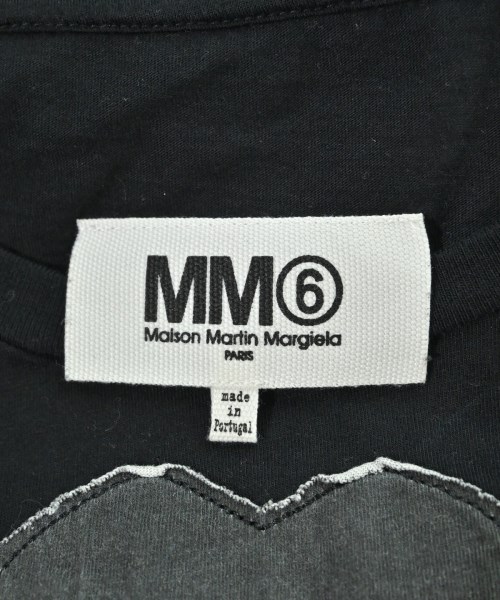 MM⑥
Maison Martin Margiela
PARIS
made
in
Portugal